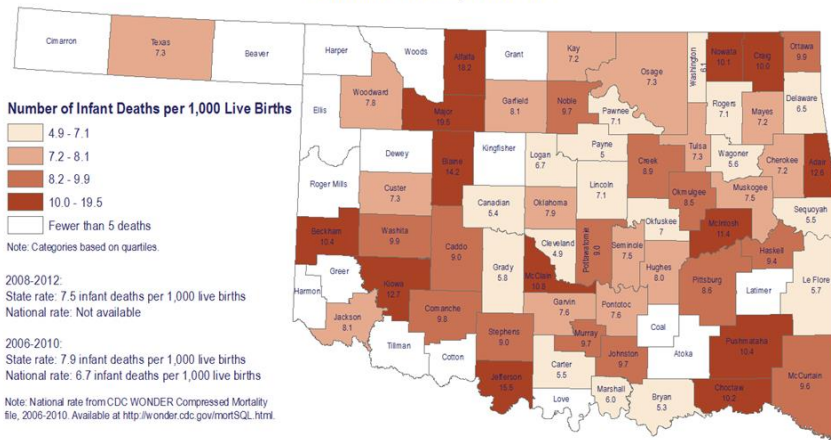 Cimarron
Texas
7.3
Beaver
Harper
Woods
Alfalfa
Grant
Kay
7.2
Osage
7.3
Washington
6.1
Nowata
10.1
Craig
10.0
Ottawa
9.9
Ellis
Woodward
7.8
Major
19.5
Garfield
8.1
Noble
9.7
Pawnee
7.1
Rogers
7.1
Mayes
7.2
Delaware
6.5
Number of Infant Deaths per 1,000 Live Births
4.9 - 7.1
7.2 - 8.1
8.2 - 9.9
10.0 - 19.5
Fewer than 5 deaths
Note: Categories based on quartiles.
Roger Mills
Dewey
Blaine
14.2
Kingfisher
Logan
6.7
Payne
5
Creek
8.9
Tulsa
7.3
Wagoner
5.6
Cherokee
7.2
Adair
12.6
Custer
7.3
Canadian
5.4
Oklahoma
7.9
Lincoln
7.1
Okmulgee
8.5
Muskogee
7.5
Sequoyah
5.5
Beckham
10.4
Washita
9.9
Caddo
9.0
Grady
5.8
Cleveland
4.9
McClain
Pottawatomie
9.0
Seminole
7.5
Okfuskee
7
McIntosh
11.4
Haskell
9.4
Hughes
8.0
Pittsburg
Latimer
Le Flore
5.7
2008-2012:
State rate: 7.5 infant deaths per 1,000 live births
National rate: Not available
2006-2010:
State rate: 7.9 infant deaths per 1,000 live births
National rate: 6.7 infant deaths per 1,000 live births
Note: National rate from CDC WONDER Compressed Mortality
file, 2006-2010. Available at http://wonder.cdc.gov/mortSQL.html.
Greer
Harmon
Kiowa
12.7
Jackson
8.1
Comanche
9.8
Tillman
Cotton
Stephens
9.0
Jefferson
Garvin
7.6
Murray
9.7
Pontotoc
7.6
Johnston
9.7
Coal
Atoka
Carter
5.5
Love
Marshall
6.0
Bryan
5.3
Pushmataha
10.4
Choctaw
10.2
McCurtain